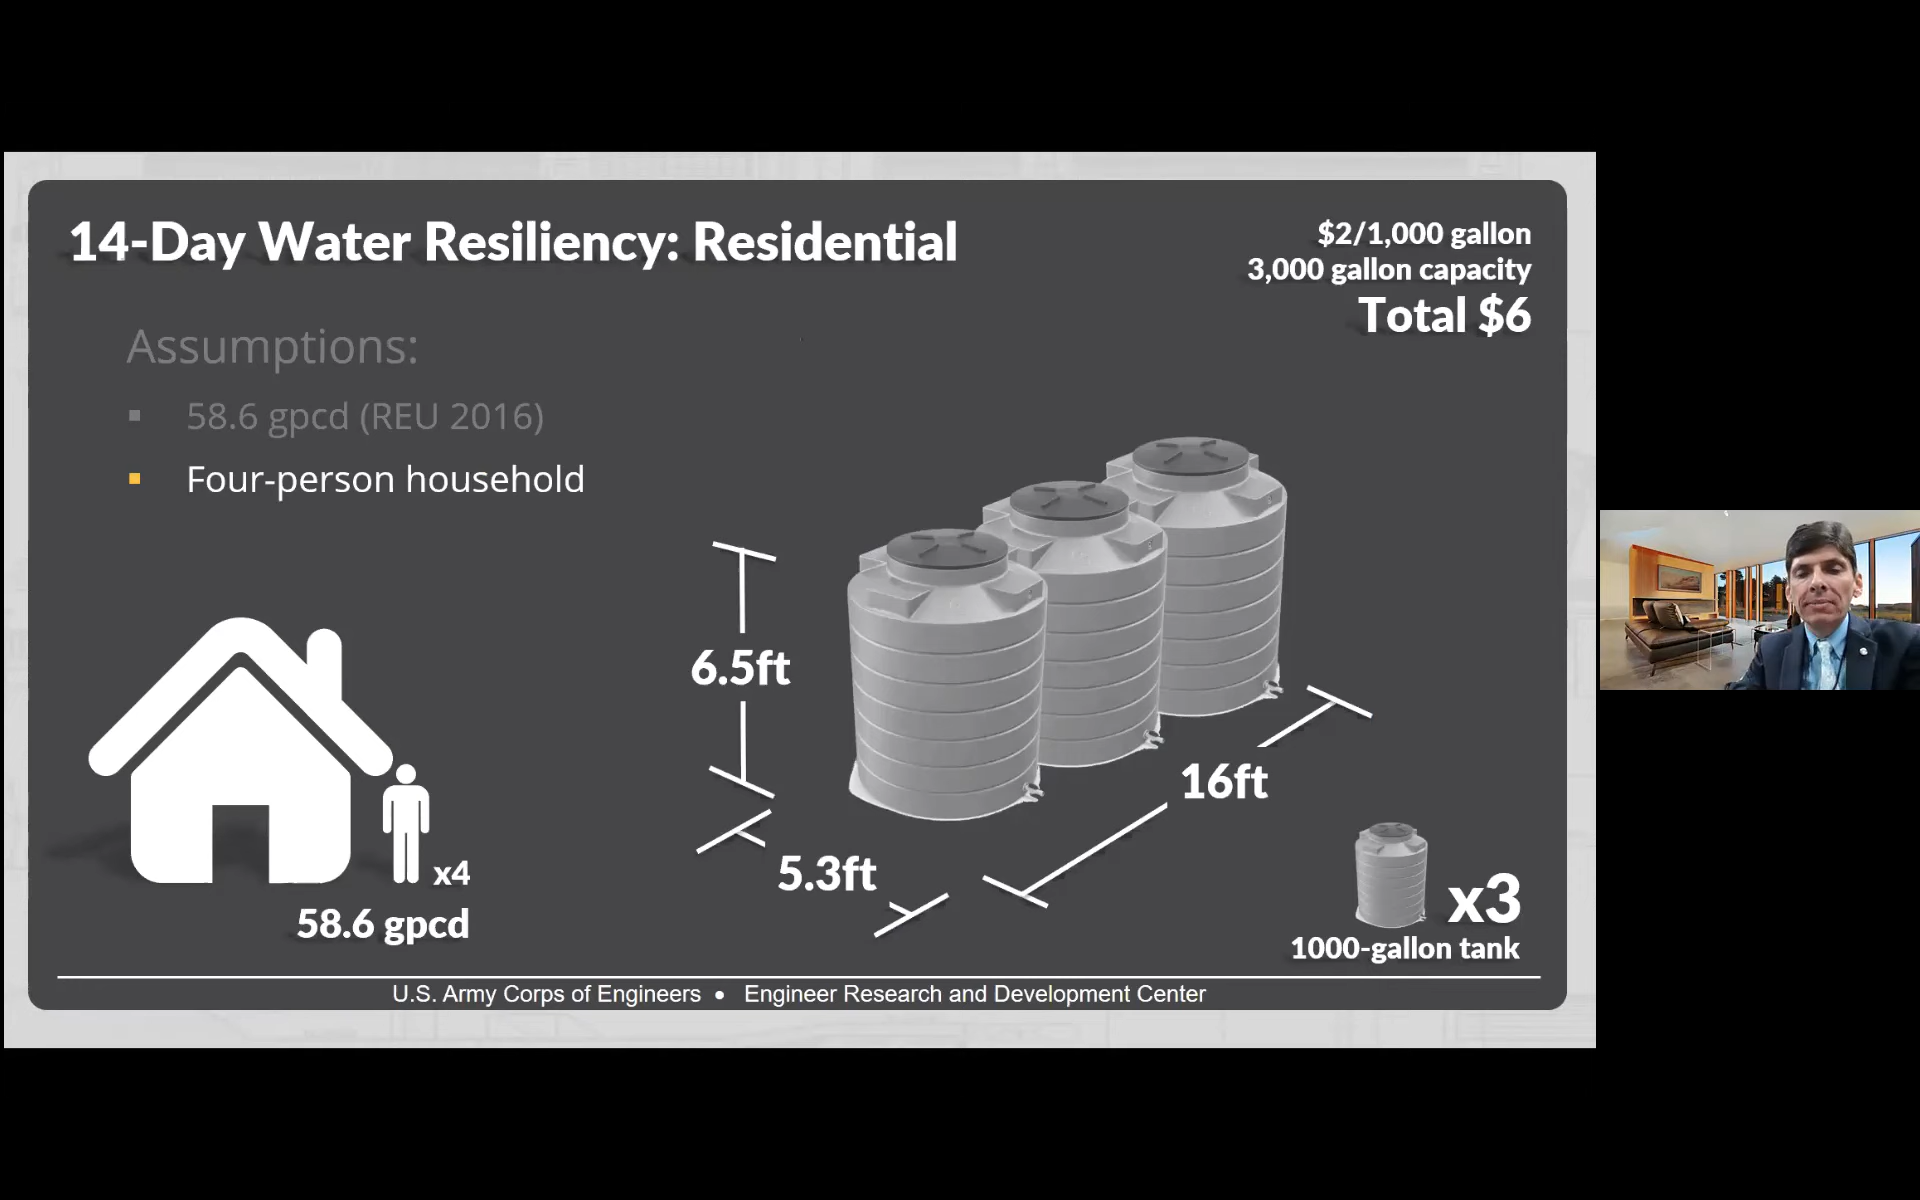 14-Day Water Resiliency: Residential
$2/1,000 gallon
3,000 gallon capacity
Total $6
Assumptions:
▪ 58.6 gpcd (REU 2016)
▪ Four-person household
6.5ft
5.3ft
16ft
x4
58.6 gpcd
x3
1000-gallon tank
U.S. Army Corps of Engineers • Engineer Research and Development Center